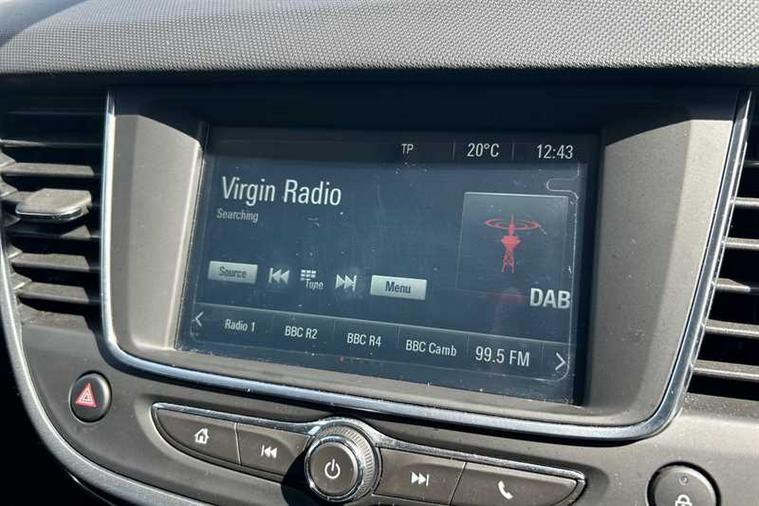 TP 20°C 12:43
Virgin Radio
Searching
Source Tune Menu
DAB
Radio 1 BBC R2 BBC R4 BBC Camb 99.5 FM